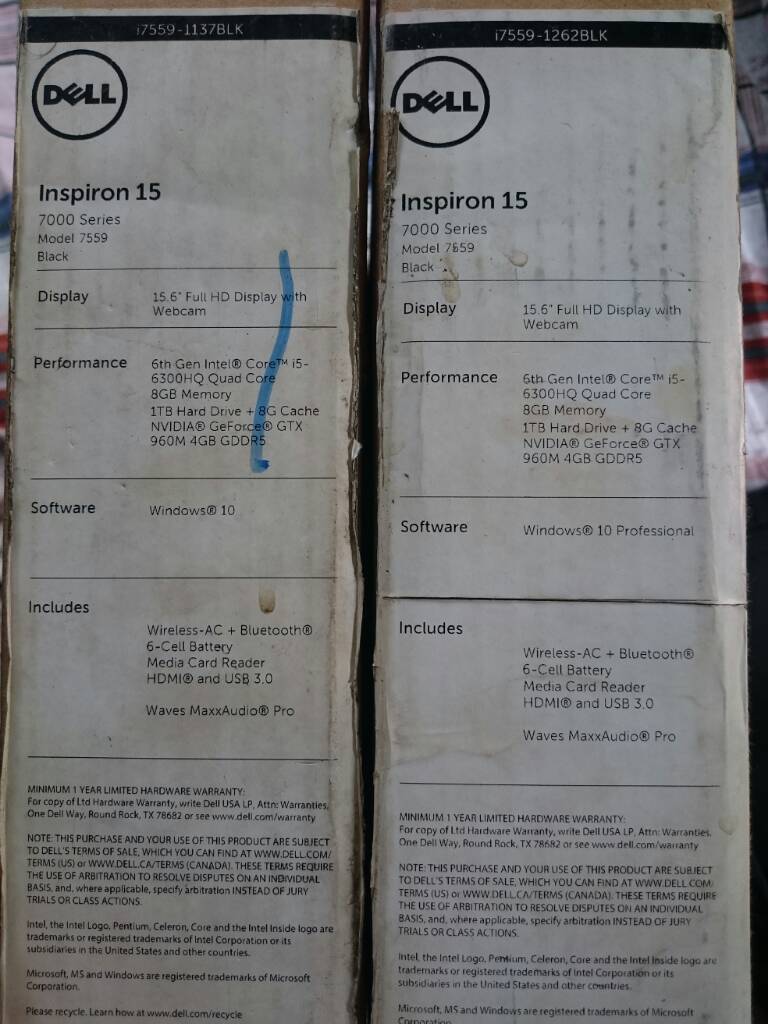 i7559-1137BLK
DELL
Inspiron 15
7000 Series
Model 7559
Black
Display
15.6" Full HD Display with
Webcam
Performance
6th Gen Intel® Core™ i5-
6300HQ Quad Core
8GB Memory
1TB Hard Drive + 8G Cache
NVIDIA® GeForce® GTX
960M 4GB GDDR5
Software
Windows® 10
Includes
Wireless-AC + Bluetooth®
6-Cell Battery
Media Card Reader
HDMI® and USB 3.0
Waves MaxxAudio® Pro
MINIMUM 1 YEAR LIMITED HARDWARE WARRANTY:
For copy of Ltd Hardware Warranty, write Dell USA LP, Attn: Warranties,
One Dell Way, Round Rock, TX 78682 or see www.dell.com/warranty
NOTE: THIS PURCHASE AND YOUR USE OF THIS PRODUCT ARE SUBJECT
TO DELL'S TERMS OF SALE, WHICH YOU CAN FIND AT WWW.DELL.COM/
TERMS (US) or WWW.DELL.CA/TERMS (CANADA). THESE TERMS REQUIRE
THE USE OF ARBITRATION TO RESOLVE DISPUTES ON AN INDIVIDUAL
BASIS, and, where applicable, specify arbitration INSTEAD OF JURY
TRIALS OR CLASS ACTIONS.
Intel, the Intel Logo, Pentium, Celeron, Core and the Intel Inside logo are
trademarks or registered trademarks of Intel Corporation or its
subsidiaries in the United States and other countries.
Microsoft, MS and Windows are registered trademarks of Microsoft
Corporation.
Please recycle. Learn how at www.dell.com/recycle
i7559-1262BLK
DELL
Inspiron 15
7000 Series
Model 7559
Black
Display
15.6" Full HD Display with
Webcam
Performance
6th Gen Intel® Core™ i5-
6300HQ Quad Core
8GB Memory
1TB Hard Drive + 8G Cache
NVIDIA® GeForce® GTX
960M 4GB GDDR5
Software
Windows® 10 Professional
Includes
Wireless-AC + Bluetooth®
6-Cell Battery
Media Card Reader
HDMI® and USB 3.0
Waves MaxxAudio® Pro
MINIMUM 1 YEAR LIMITED HARDWARE WARRANTY:
For copy of Ltd Hardware Warranty, write Dell USA LP, Attn: Warranties,
One Dell Way, Round Rock, TX 78682 or see www.dell.com/warranty
NOTE: THIS PURCHASE AND YOUR USE OF THIS PRODUCT ARE SUBJECT
TO DELL'S TERMS OF SALE, WHICH YOU CAN FIND AT WWW.DELL.COM/
TERMS (US) or WWW.DELL.CA/TERMS (CANADA). THESE TERMS REQUIRE
THE USE OF ARBITRATION TO RESOLVE DISPUTES ON AN INDIVIDUAL
BASIS, and, where applicable, specify arbitration INSTEAD OF JURY
TRIALS OR CLASS ACTIONS.
Intel, the Intel Logo, Pentium, Celeron, Core and the Intel Inside logo are
trademarks or registered trademarks of Intel Corporation or its
subsidiaries in the United States and other countries.
Microsoft, MS and Windows are registered trademarks of Microsoft
Corporation